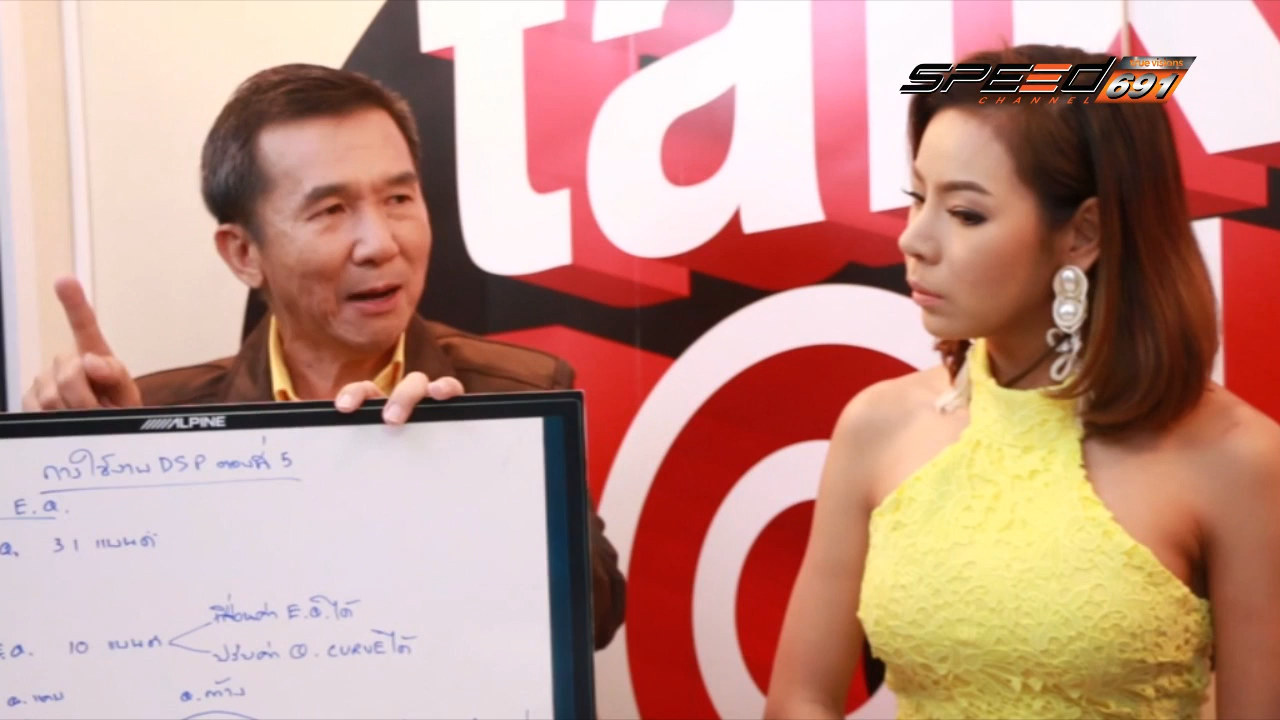 talk
SPEED
CHANNEL
true visions
691
ALPINE
การใช้งาน DSP ตอนที่ 5
E.Q.
Q. 31 แบนด์
เลื่อนค่า E.Q ได้
E.Q. 10 แบนด์
ปรับค่า Q. CURVE ได้
Q. แคบ Q. กว้าง